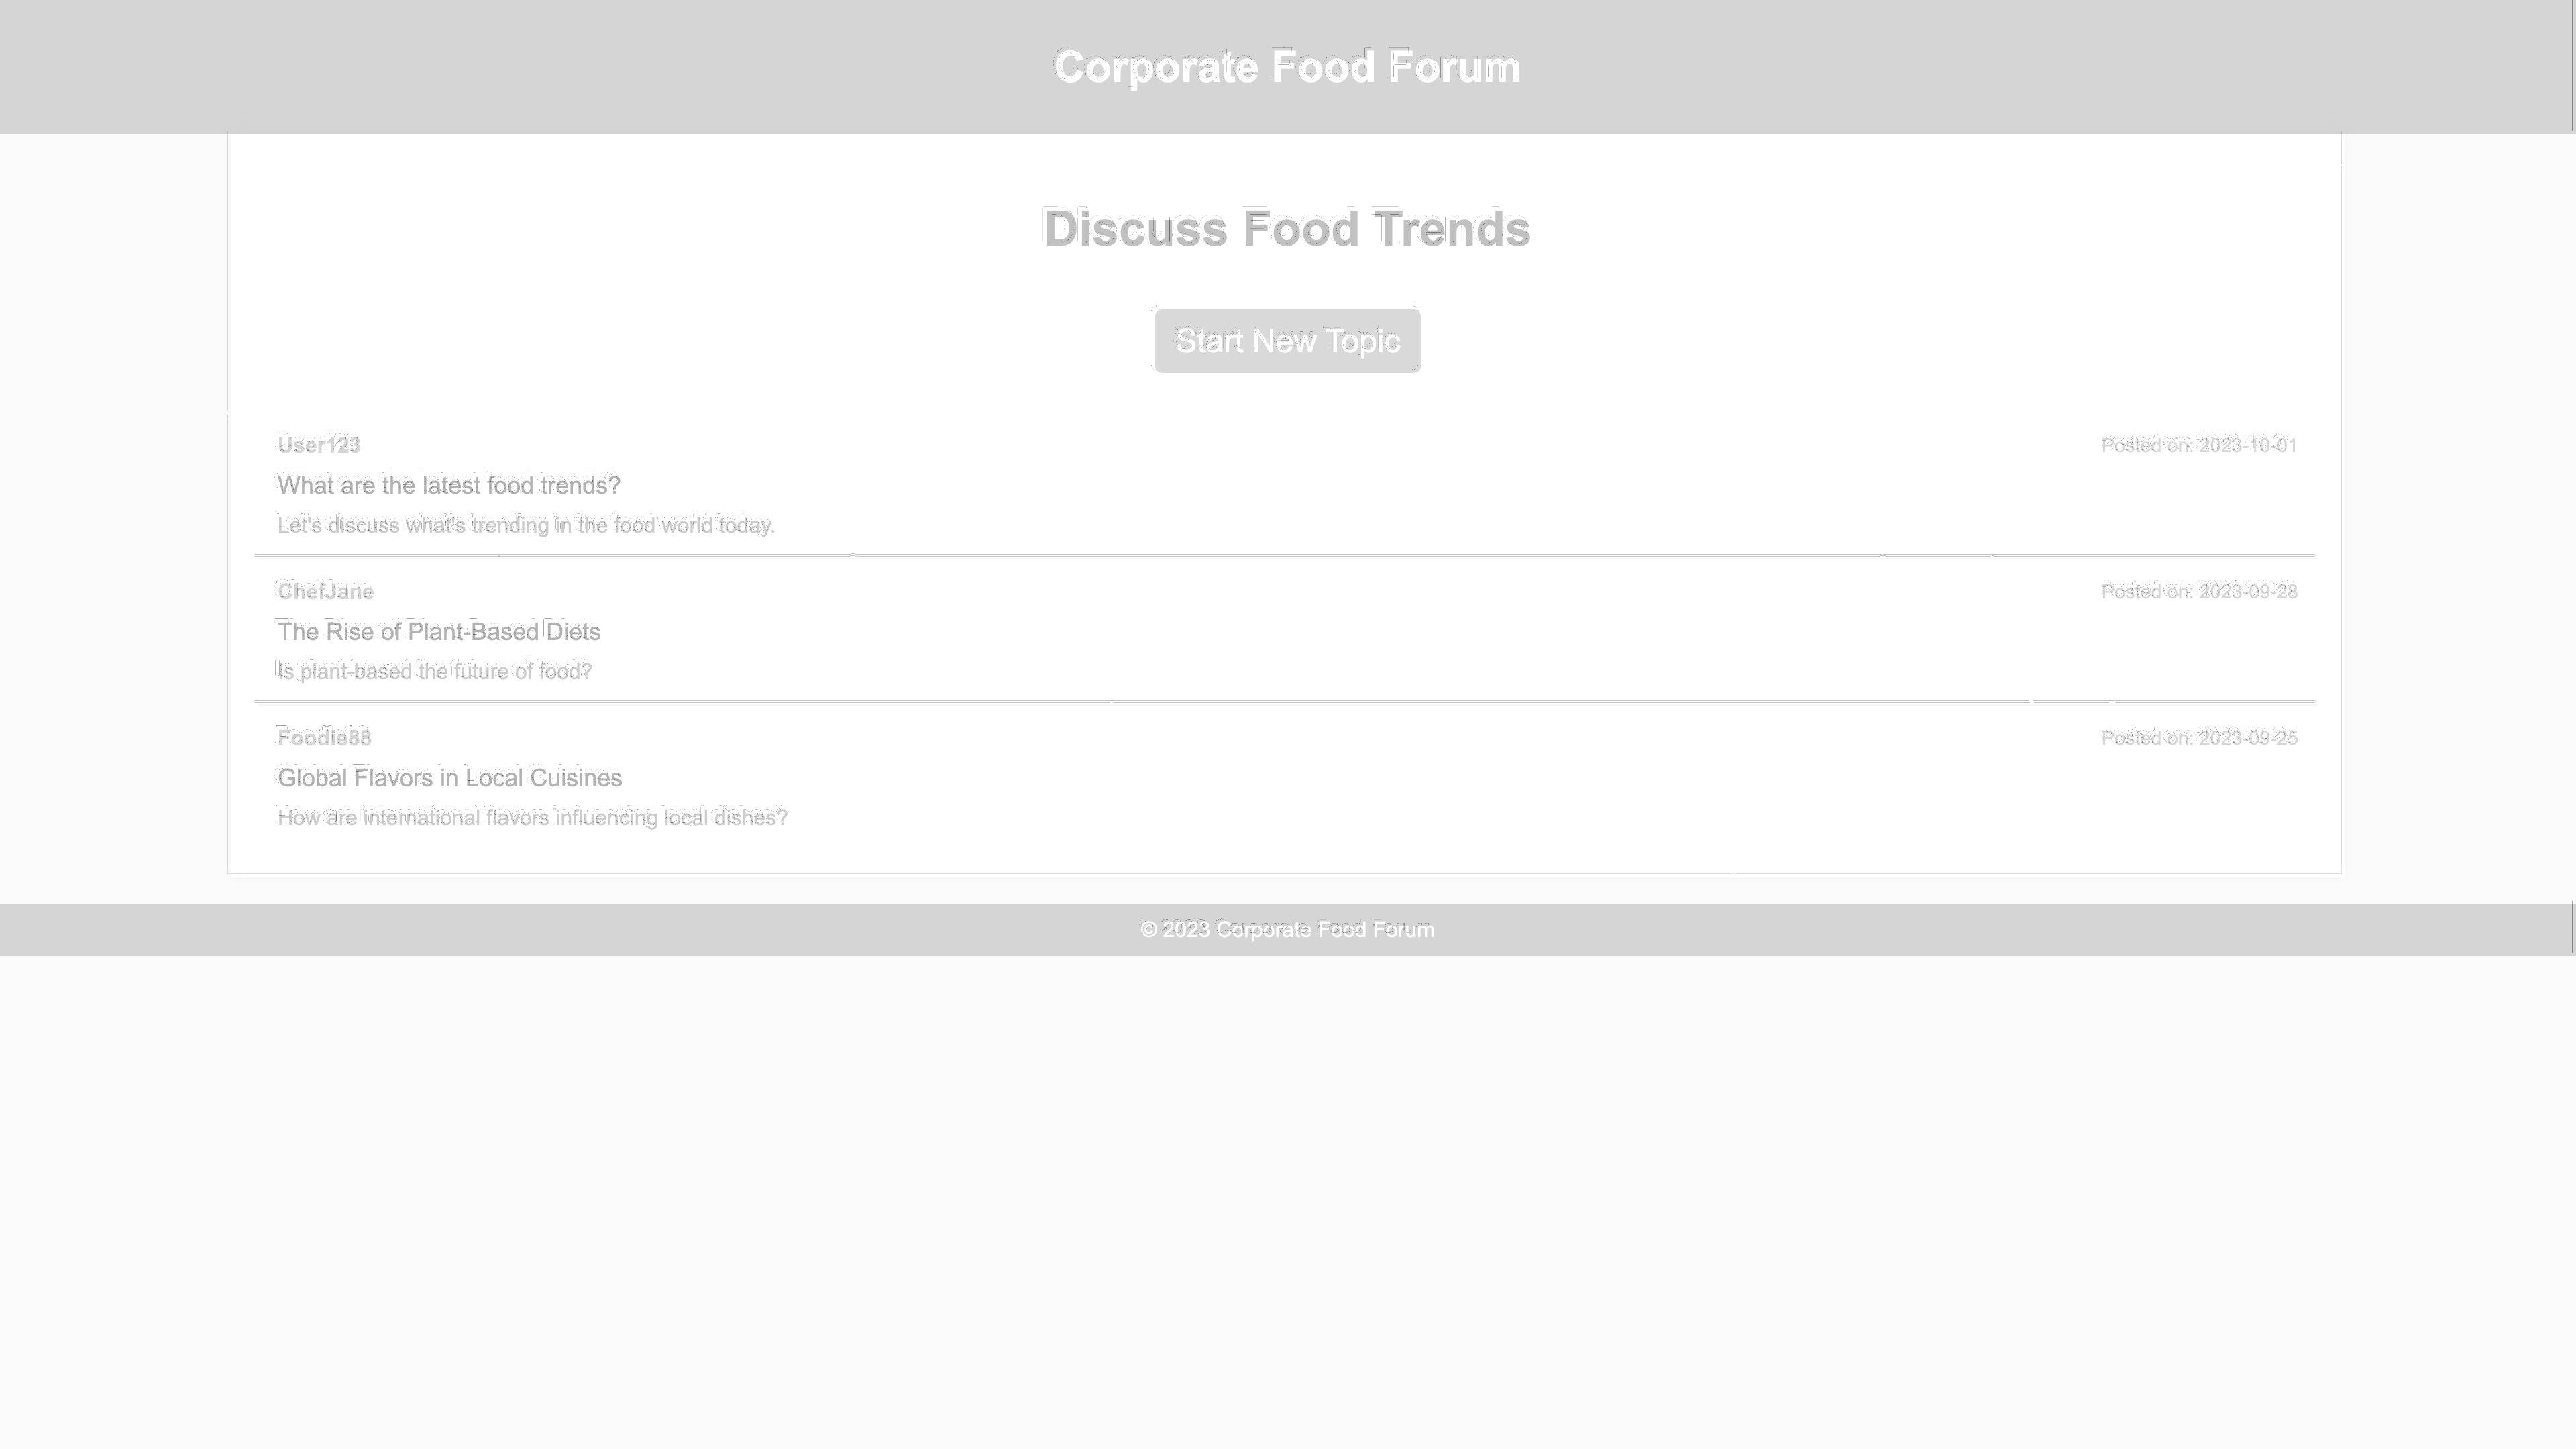 Corporate Food Forum
Discuss Food Trends
Start New Topic
User123 Posted on: 2023-10-01
What are the latest food trends?
Let's discuss what's trending in the food world today.
ChefJane Posted on: 2023-09-28
The Rise of Plant-Based Diets
Is plant-based the future of food?
Foodie88 Posted on: 2023-09-25
Global Flavors in Local Cuisines
How are international flavors influencing local dishes?
© 2023 Corporate Food Forum